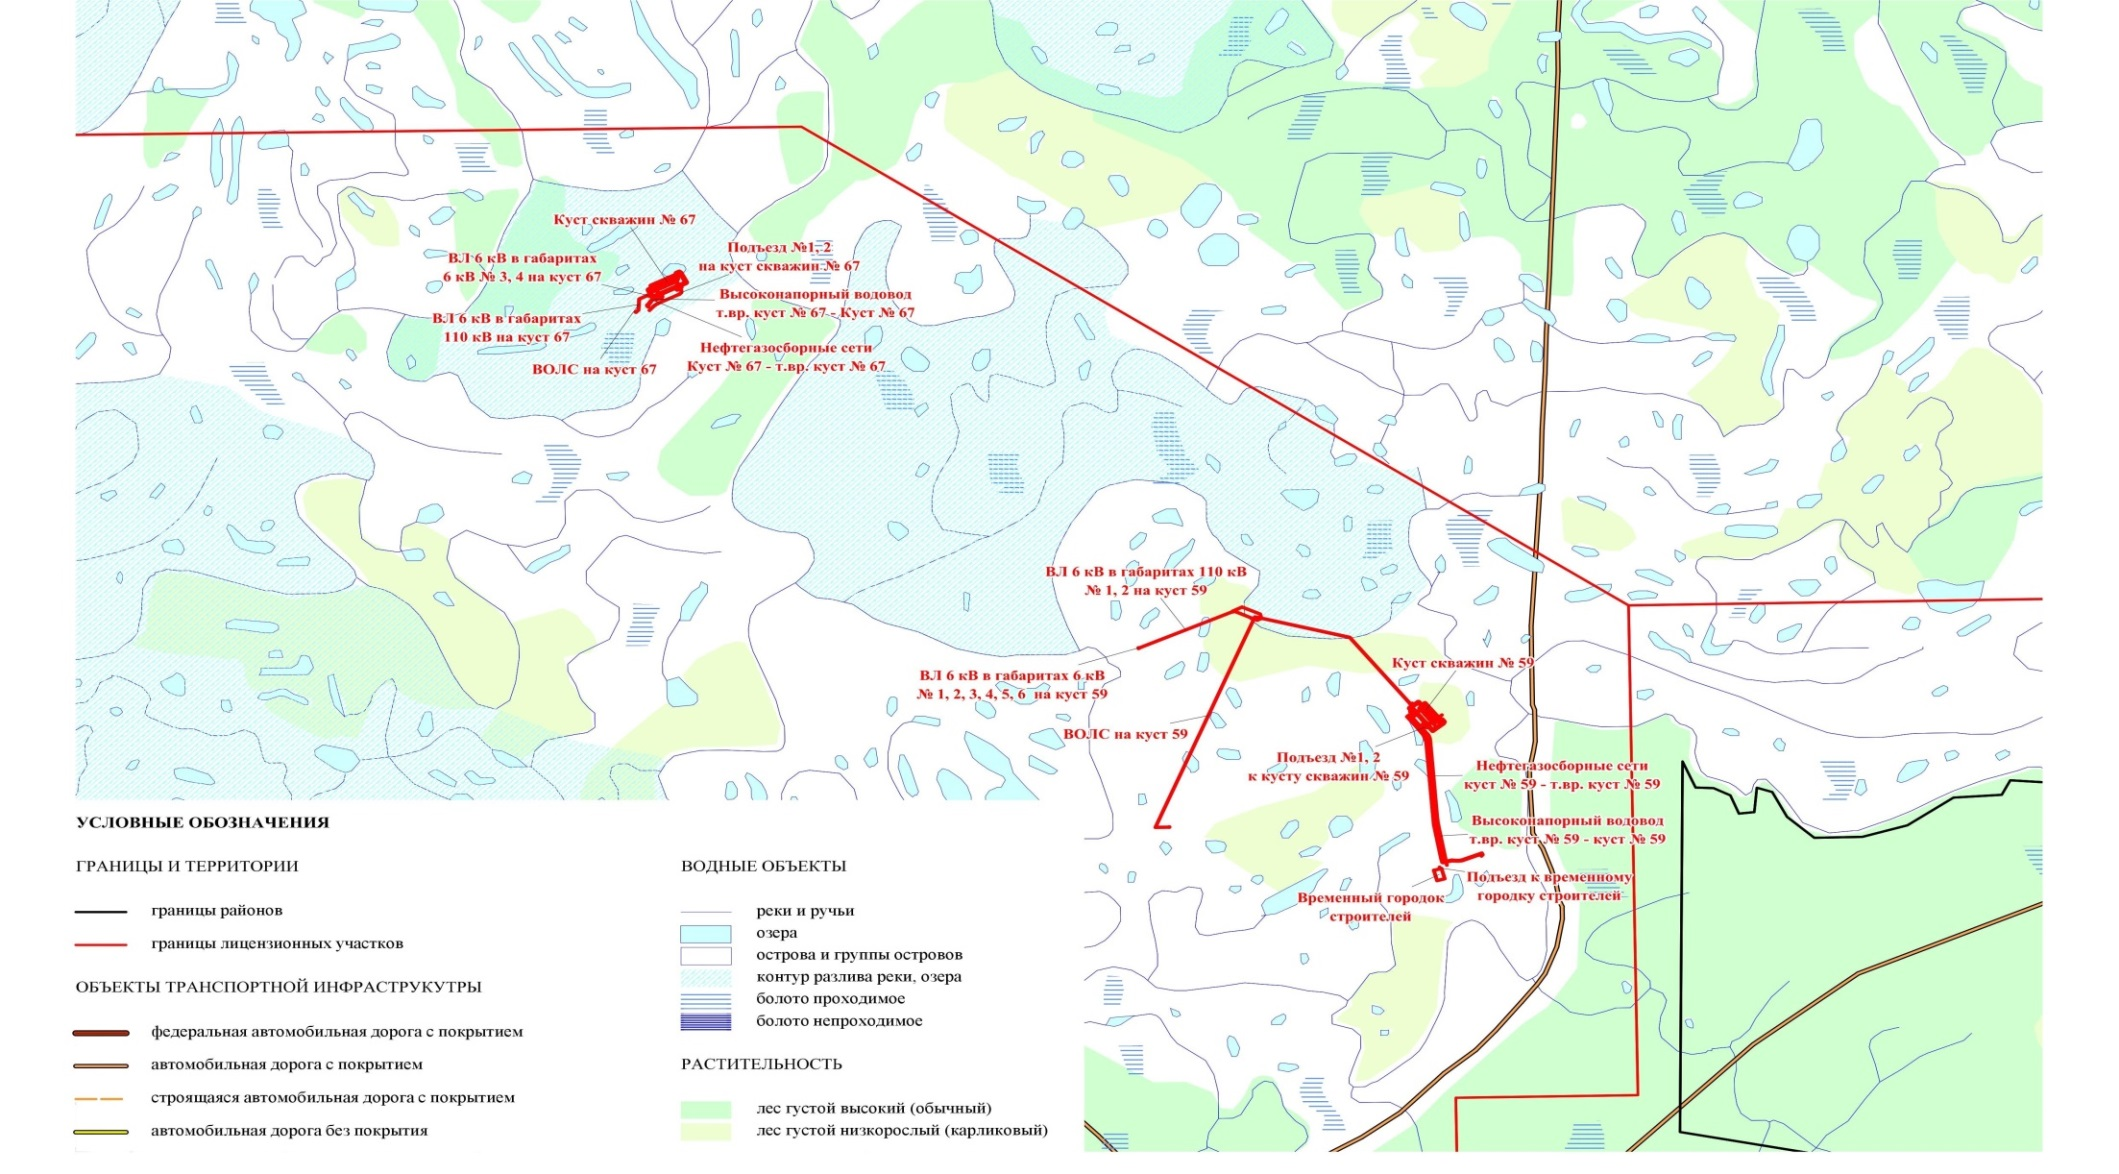 Куст скважин № 67
Подъезд №1, 2
на куст скважин № 67
ВЛ 6 кВ в габаритах
6 кВ № 3, 4 на куст 67
Высоконапорный водовод
т.вр. куст № 67 - Куст № 67
ВЛ 6 кВ в габаритах
110 кВ на куст 67
Нефтегазосборные сети
Куст № 67 - т.вр. куст № 67
ВОЛС на куст 67
ВЛ 6 кВ в габаритах 110 кВ
№ 1, 2 на куст 59
Куст скважин № 59
ВЛ 6 кВ в габаритах 6 кВ
№ 1, 2, 3, 4, 5, 6 на куст 59
ВОЛС на куст 59
Подъезд №1, 2
к кусту скважин № 59
Нефтегазосборные сети
куст № 59 - т.вр. куст № 59
Высоконапорный водовод
т.вр. куст № 59 - куст № 59
Подъезд к временному
городку строителей
Временный городок
строителей
УСЛОВНЫЕ ОБОЗНАЧЕНИЯ
ГРАНИЦЫ И ТЕРРИТОРИИ
границы районов
границы лицензионных участков
ОБЪЕКТЫ ТРАНСПОРТНОЙ ИНФРАСТРУКУТРЫ
федеральная автомобильная дорога с покрытием
автомобильная дорога с покрытием
строящаяся автомобильная дорога с покрытием
автомобильная дорога без покрытия
ВОДНЫЕ ОБЪЕКТЫ
реки и ручьи
озера
острова и группы островов
контур разлива реки, озера
болото проходимое
болото непроходимое
РАСТИТЕЛЬНОСТЬ
лес густой высокий (обычный)
лес густой низкорослый (карликовый)